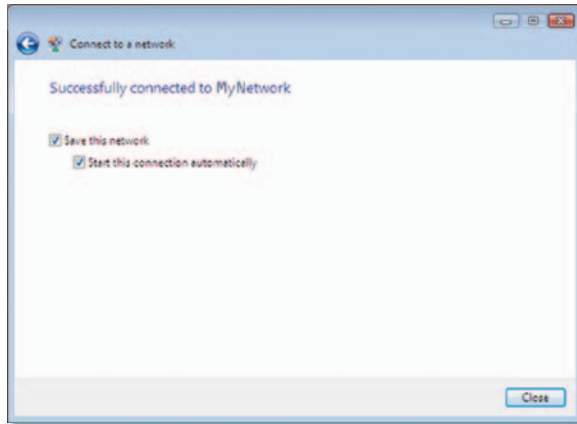 Connect to a network
Successfully connected to MyNetwork
Save this network
Start this connection automatically
Close